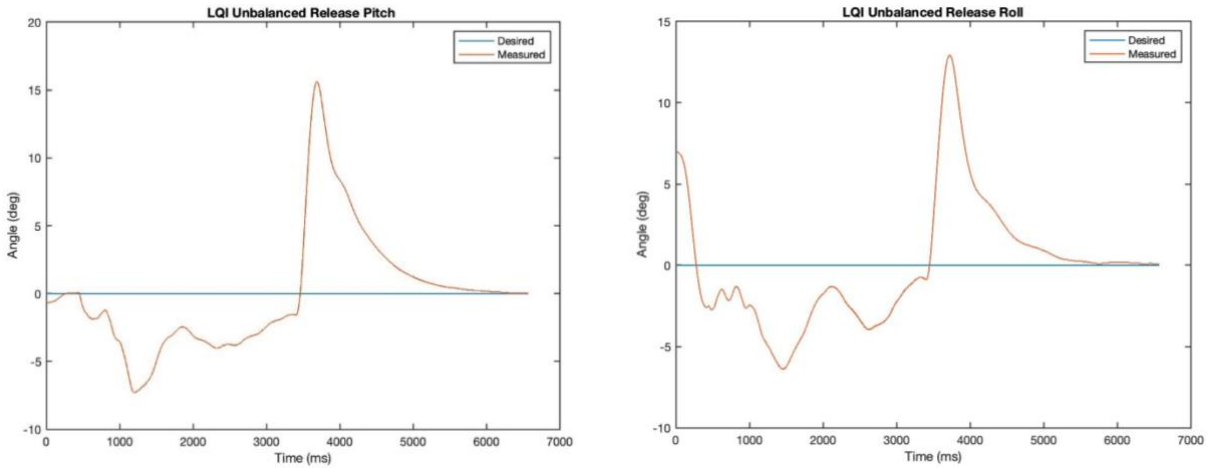 LQI Unbalanced Release Pitch
20
15
10
5
0
-5
-10
Angle (deg)
Desired
Measured
0 1000 2000 3000 4000 5000 6000 7000
Time (ms)
LQI Unbalanced Release Roll
15
10
5
0
-5
-10
Angle (deg)
Desired
Measured
0 1000 2000 3000 4000 5000 6000 7000
Time (ms)